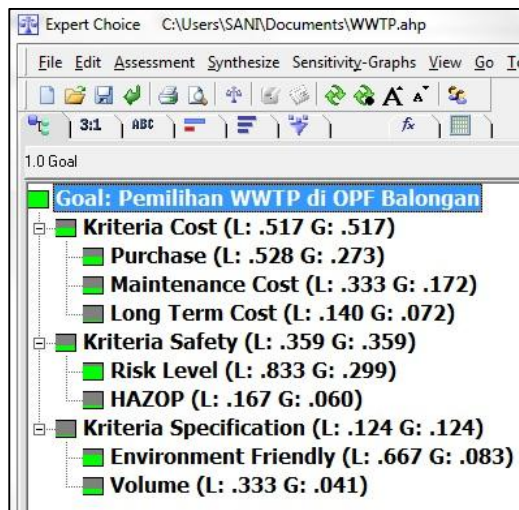 Expert Choice C:\Users\SANI\Documents\WWTP.ahp
File Edit Assessment Synthesize Sensitivity-Graphs View Go
A A
3:1 ABC fx
1.0 Goal
Goal: Pemilihan WWTP di OPF Balongan
Kriteria Cost (L: .517 G: .517)
Purchase (L: .528 G: .273)
Maintenance Cost (L: .333 G: .172)
Long Term Cost (L: .140 G: .072)
Kriteria Safety (L: .359 G: .359)
Risk Level (L: .833 G: .299)
HAZOP (L: .167 G: .060)
Kriteria Specification (L: .124 G: .124)
Environment Friendly (L: .667 G: .083)
Volume (L: .333 G: .041)